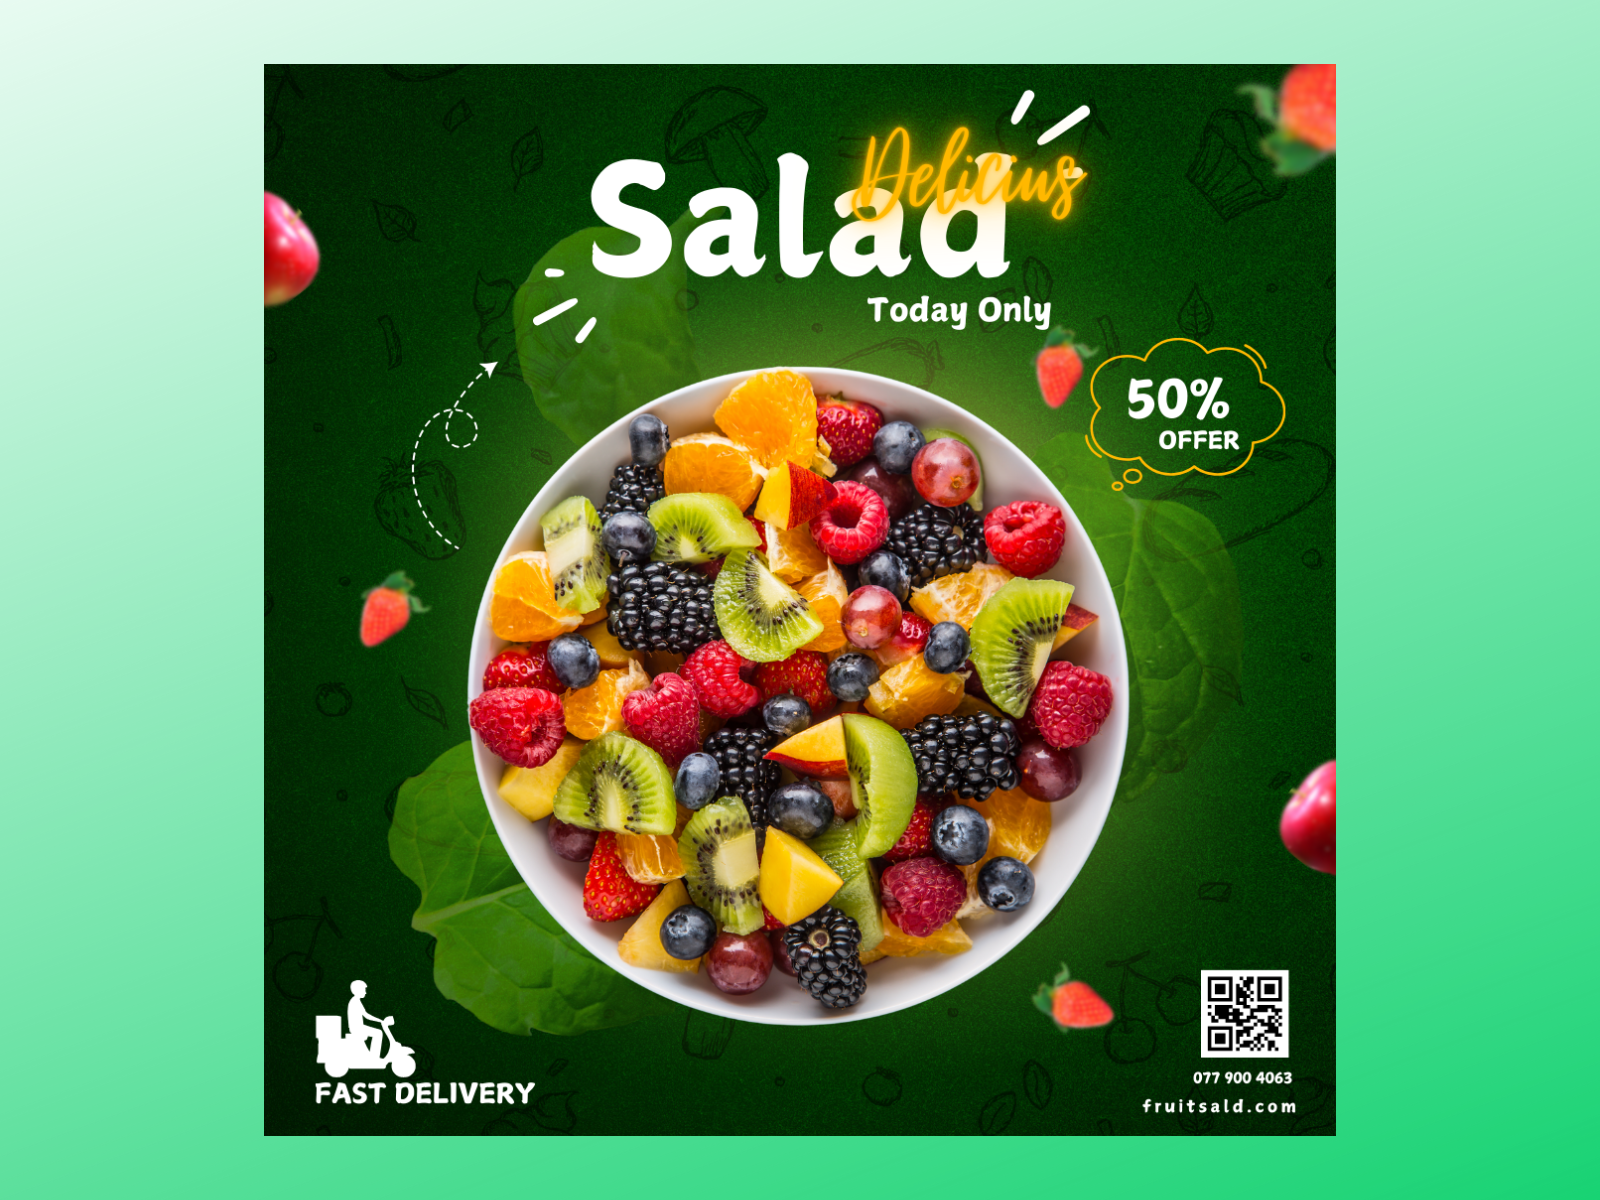 Delicius
Salad
Today Only
50%
OFFER
FAST DELIVERY
077 900 4063
fruitsald.com